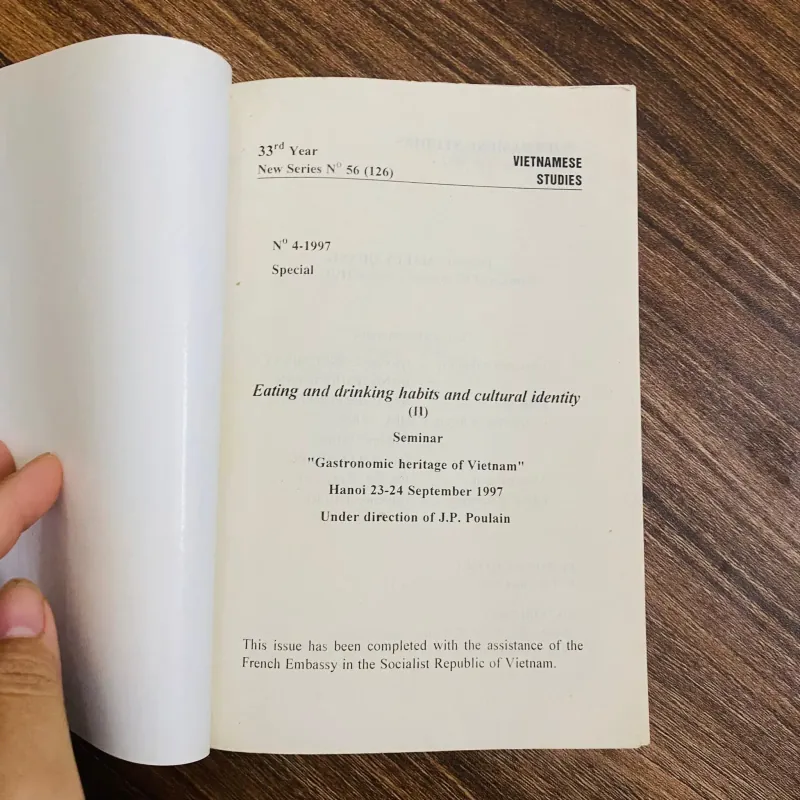 33rd Year
New Series Nº 56 (126)
VIETNAMESE
STUDIES
Nº 4-1997
Special
Eating and drinking habits and cultural identity
(II)
Seminar
"Gastronomic heritage of Vietnam"
Hanoi 23-24 September 1997
Under direction of J.P. Poulain
This issue has been completed with the assistance of the
French Embassy in the Socialist Republic of Vietnam.